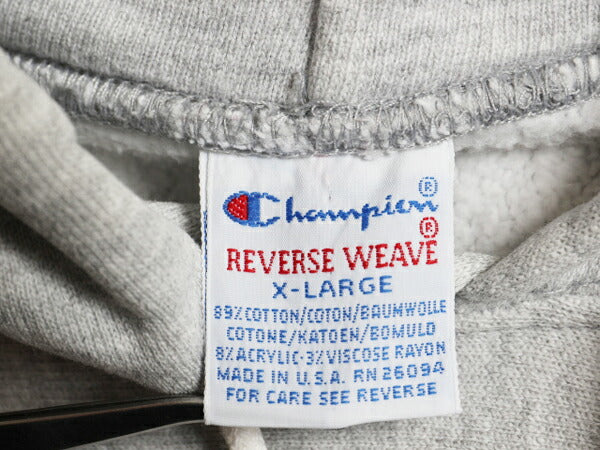 Champion®
REVERSE WEAVE®
X-LARGE
89% COTTON/COTON/BAUMWOLLE
COTONE/KATOEN/BOMULD
8% ACRYLIC-3% VISCOSE RAYON
MADE IN U.S.A. RN 26094
FOR CARE SEE REVERSE